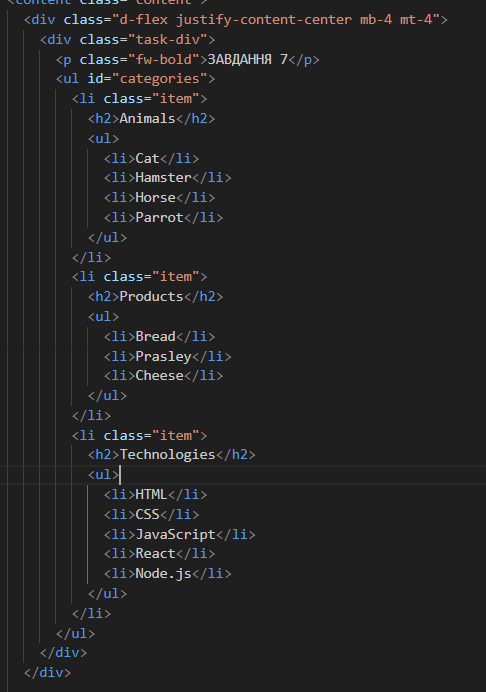 <content class="content">
<div class="d-flex justify-content-center mb-4 mt-4">
<div class="task-div">
<p class="fw-bold">ЗАВДАННЯ 7</p>
<ul id="categories">
<li class="item">
<h2>Animals</h2>
<ul>
<li>Cat</li>
<li>Hamster</li>
<li>Horse</li>
<li>Parrot</li>
</ul>
</li>
<li class="item">
<h2>Products</h2>
<ul>
<li>Bread</li>
<li>Prasley</li>
<li>Cheese</li>
</ul>
</li>
<li class="item">
<h2>Technologies</h2>
<ul>
<li>HTML</li>
<li>CSS</li>
<li>JavaScript</li>
<li>React</li>
<li>Node.js</li>
</ul>
</li>
</ul>
</div>
</div>